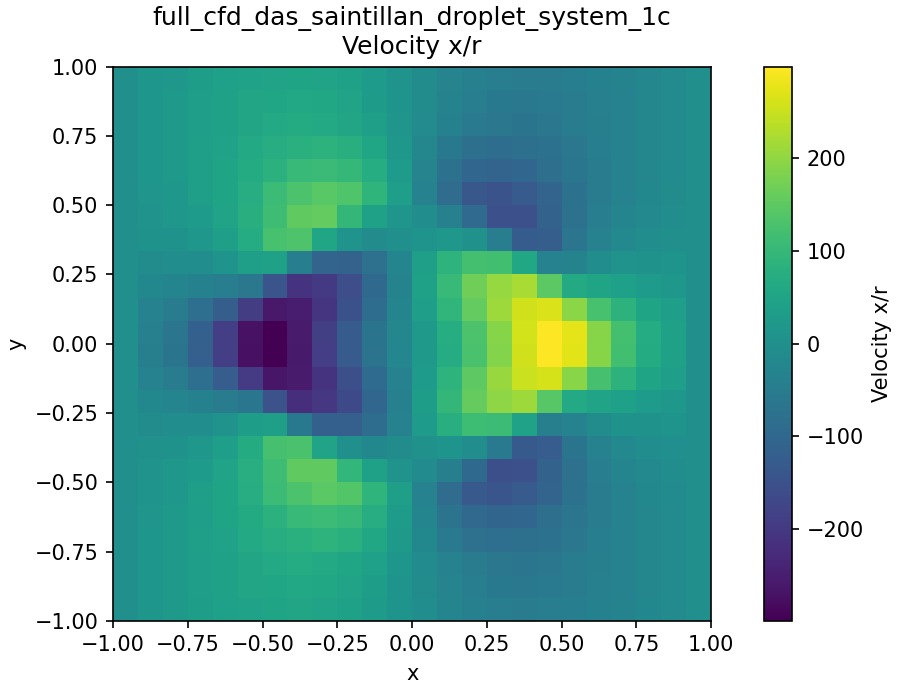 full_cfd_das_saintillan_droplet_system_1c
Velocity x/r
1.00
0.75
0.50
0.25
0.00
−0.25
−0.50
−0.75
−1.00
y
−1.00 −0.75 −0.50 −0.25 0.00 0.25 0.50 0.75 1.00
x
200
100
0
−100
−200
Velocity x/r